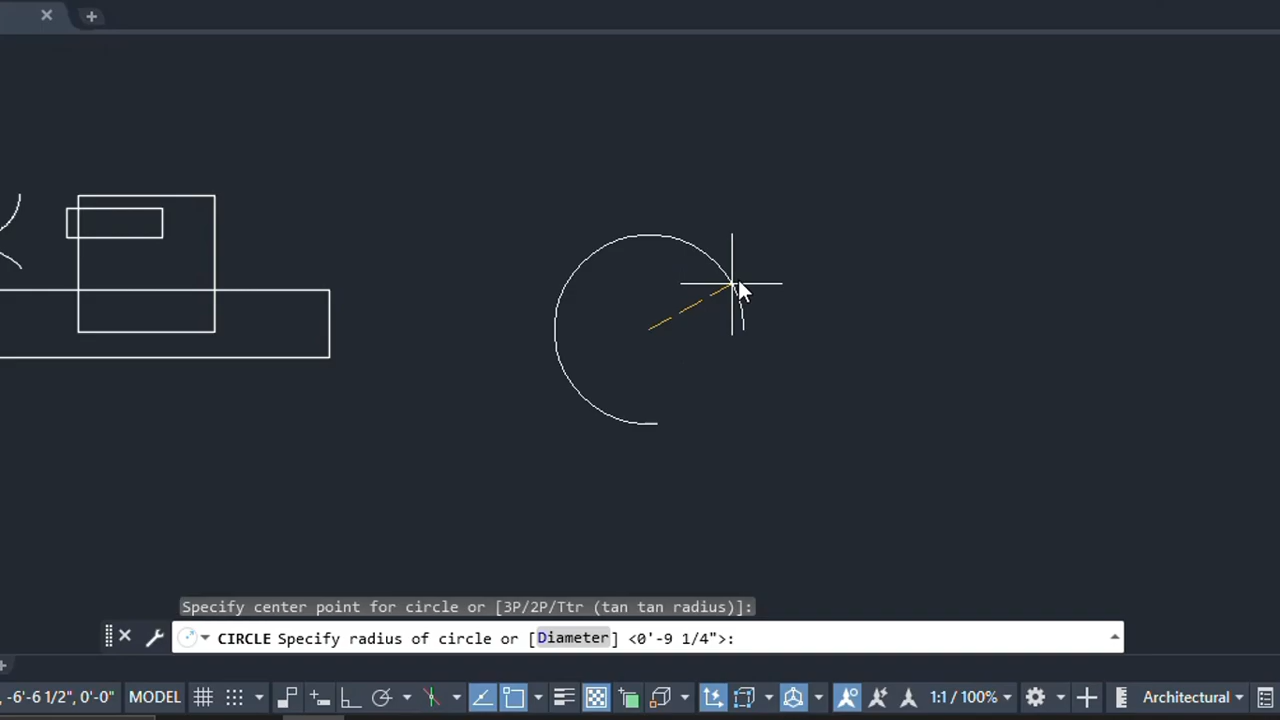 Specify center point for circle or [3P/2P/Ttr (tan tan radius)]:
CIRCLE Specify radius of circle or [Diameter] <0'-9 1/4">:
, -6'-6 1/2", 0'-0" MODEL 1:1 / 100% Architectural